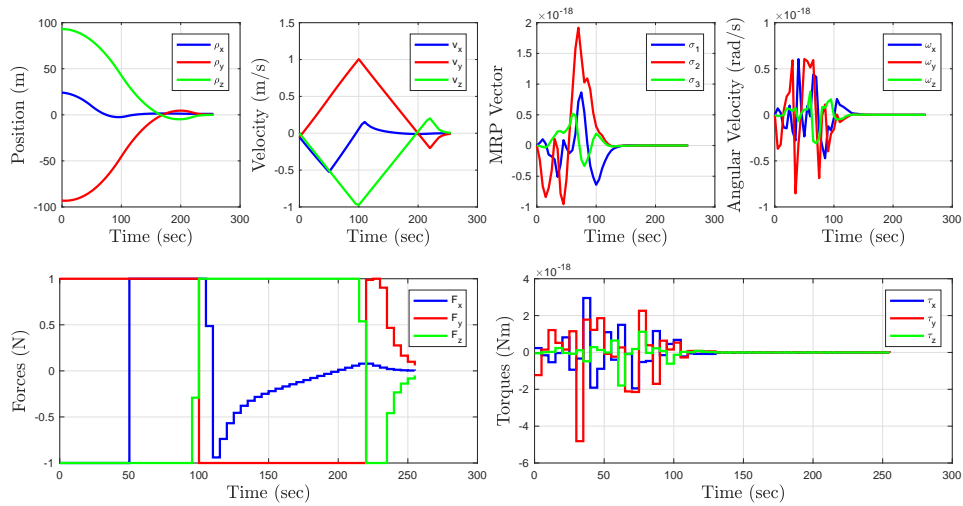 Position (m)
100
50
0
-50
-100
ρx
ρy
ρz
0
100
200
300
Time (sec)
Velocity (m/s)
1.5
1
0.5
0
-0.5
-1
vx
vy
vz
0
100
200
300
Time (sec)
MRP Vector
×10-18
2
1.5
1
0.5
0
-0.5
-1
σ1
σ2
σ3
0
100
200
300
Time (sec)
Angular Velocity (rad/s)
×10-18
1
0.5
0
-0.5
-1
ωx
ωy
ωz
0
100
200
300
Time (sec)
Forces (N)
1
0.5
0
-0.5
-1
Fx
Fy
Fz
0
50
100
150
200
250
300
Time (sec)
Torques (Nm)
×10-18
4
2
0
-2
-4
-6
τx
τy
τz
0
50
100
150
200
250
300
Time (sec)